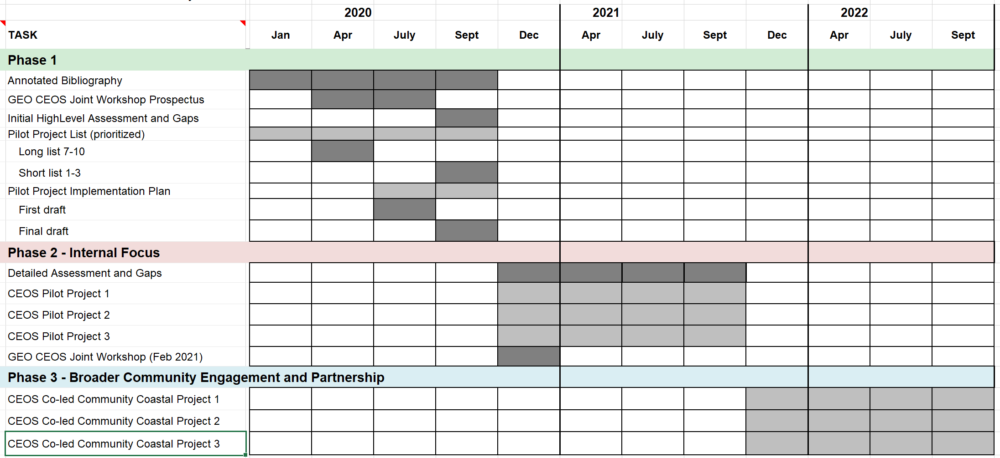 2020 2021 2022
TASK Jan Apr July Sept Dec Apr July Sept Dec Apr July Sept
Phase 1
Annotated Bibliography
GEO CEOS Joint Workshop Prospectus
Initial HighLevel Assessment and Gaps
Pilot Project List (prioritized)
Long list 7-10
Short list 1-3
Pilot Project Implementation Plan
First draft
Final draft
Phase 2 - Internal Focus
Detailed Assessment and Gaps
CEOS Pilot Project 1
CEOS Pilot Project 2
CEOS Pilot Project 3
GEO CEOS Joint Workshop (Feb 2021)
Phase 3 - Broader Community Engagement and Partnership
CEOS Co-led Community Coastal Project 1
CEOS Co-led Community Coastal Project 2
CEOS Co-led Community Coastal Project 3